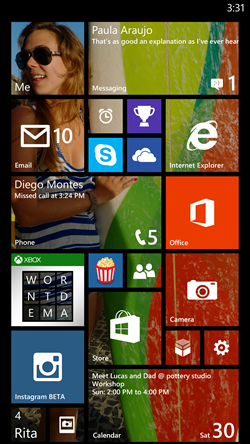 3:31
Paula Araujo
That's as good an explanation as I've ever hear
Me
Messaging
1
10
Email
Internet Explorer
Diego Montes
Missed call at 3:24 PM
Phone
5
Office
XBOX
W O R
N T D
E M A
Camera
Store
Instagram BETA
Meet Lucas and Dad @ pottery studio
Workshop
Sun: 2:00 PM to 4:00 PM
4
Rita
Calendar
Sat 30